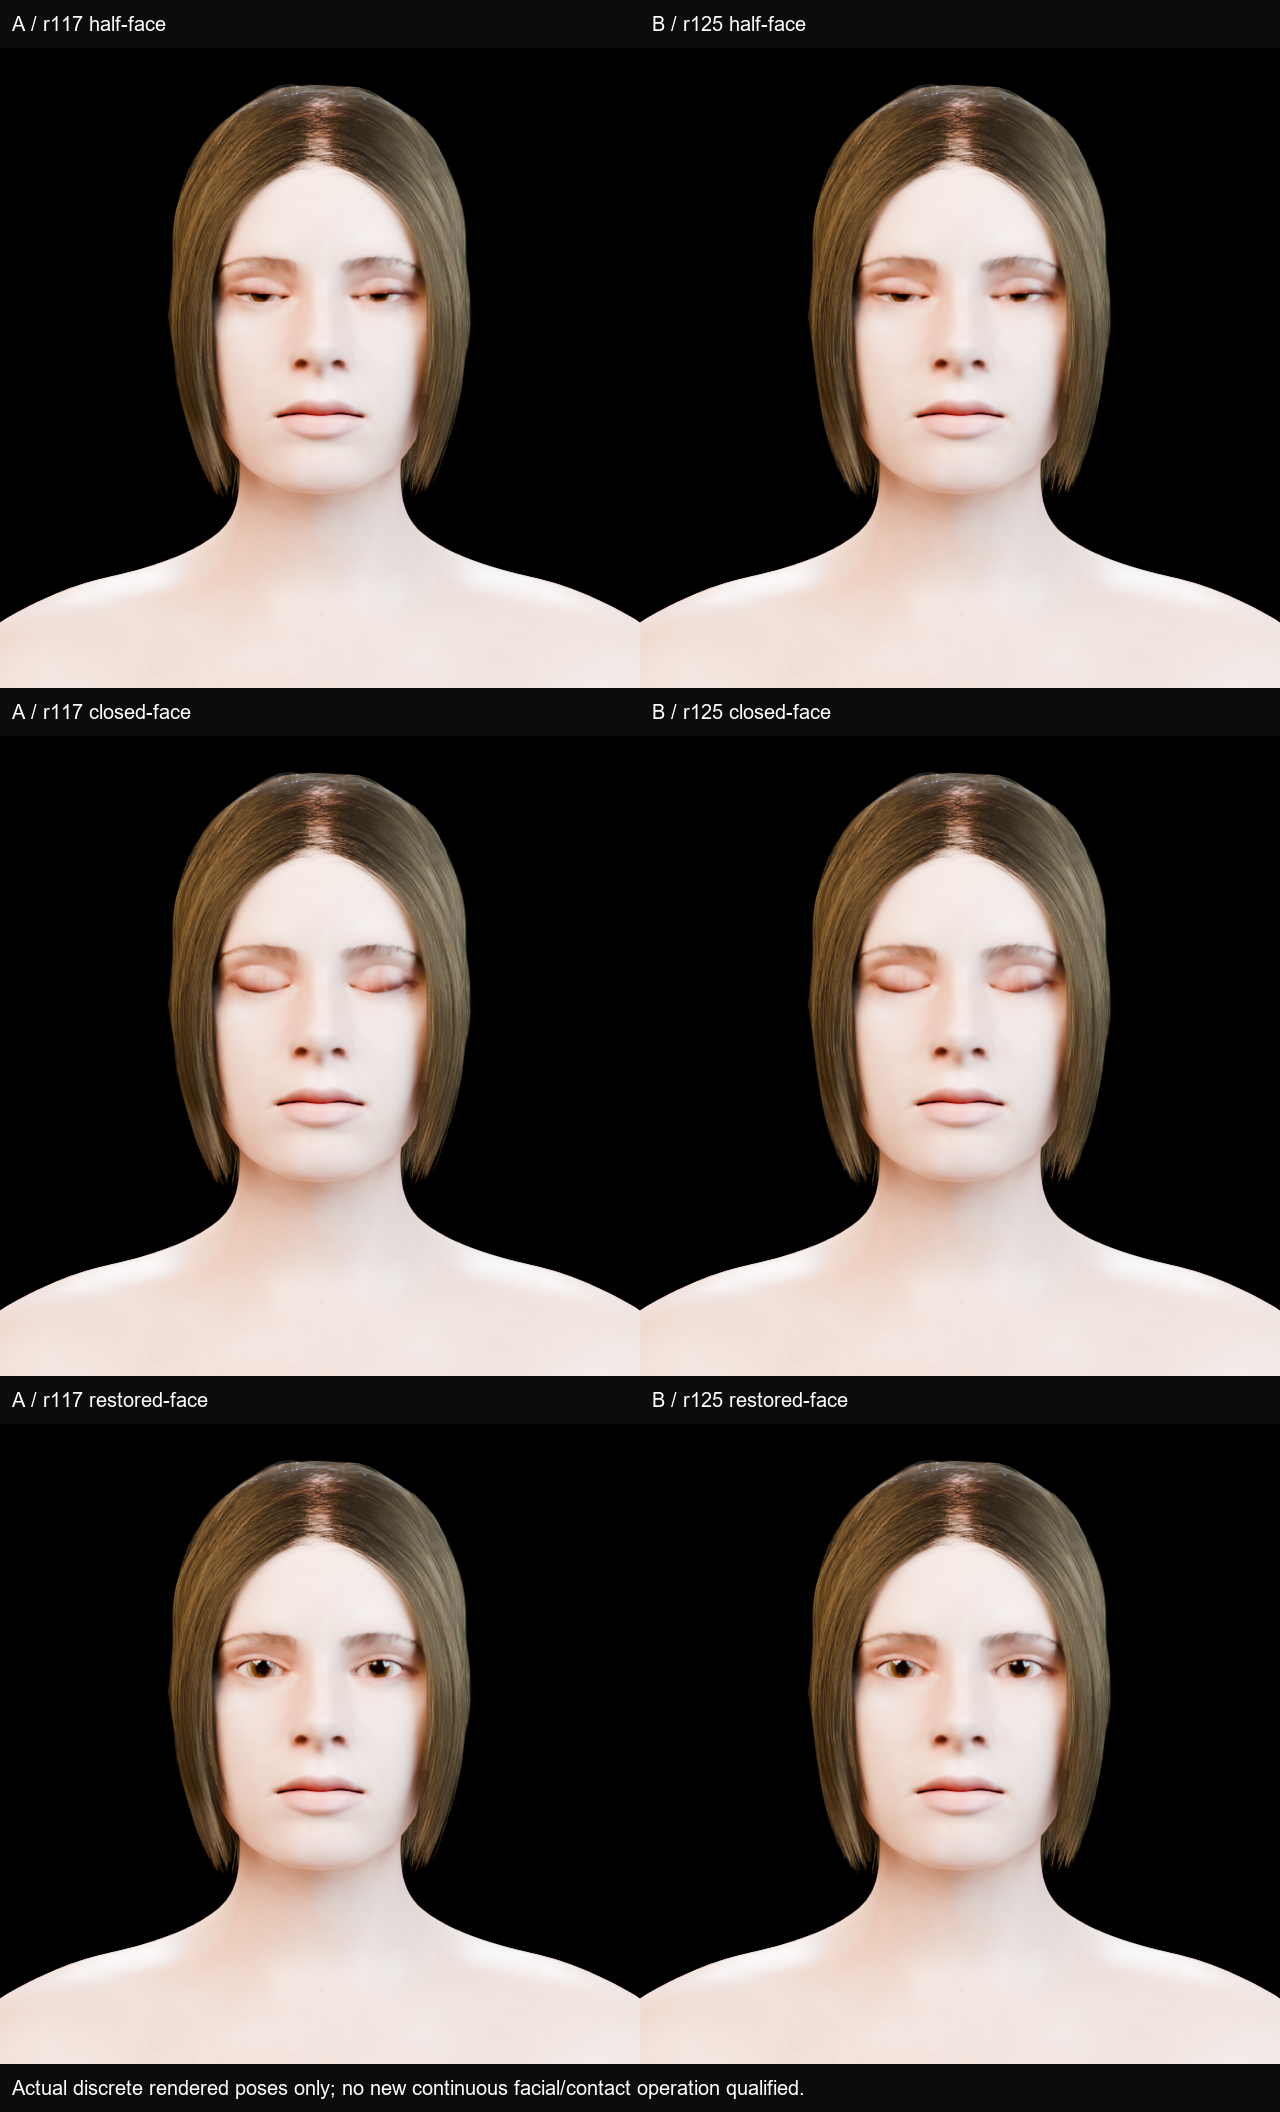 A / r117 half-face
B / r125 half-face
A / r117 closed-face
B / r125 closed-face
A / r117 restored-face
B / r125 restored-face
Actual discrete rendered poses only; no new continuous facial/contact operation qualified.